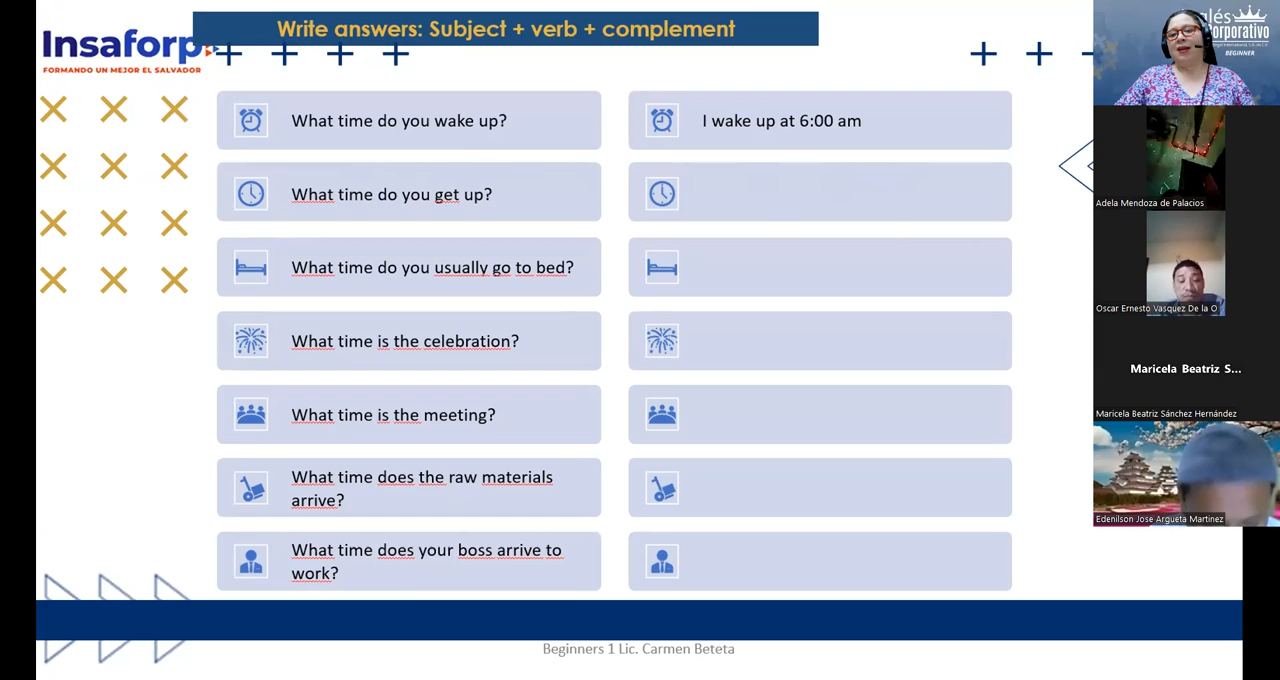 Write answers: Subject + verb + complement
Insaforp
FORMANDO UN MEJOR EL SALVADOR
What time do you wake up?
I wake up at 6:00 am
What time do you get up?
What time do you usually go to bed?
What time is the celebration?
What time is the meeting?
What time does the raw materials
arrive?
What time does your boss arrive to
work?
Beginners 1 Lic. Carmen Beteta
glés
Corporativo
BEGINNER
Adela Mendoza de Palacios
Oscar Ernesto Vasquez De la O
Maricela Beatriz S...
Maricela Beatriz Sánchez Hernández
Edenilson Jose Argueta Martinez